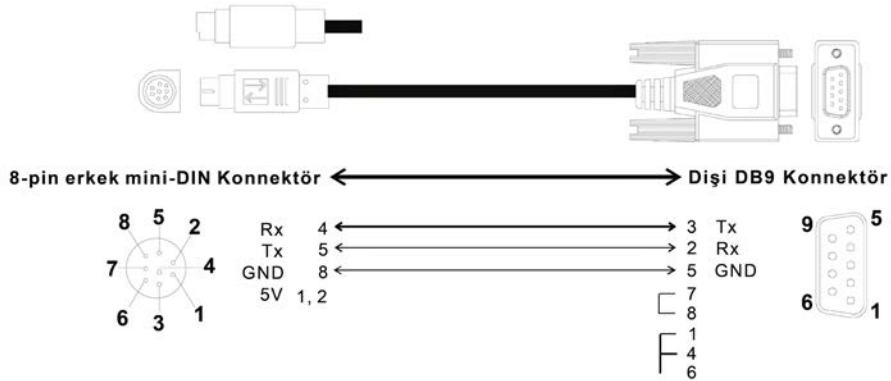 8-pin erkek mini-DIN Konnektör Dişi DB9 Konnektör
8 5 2
7 4
6 3 1
Rx 4 3 Tx
Tx 5 2 Rx
GND 8 5 GND
5V 1, 2 7
8
1
4
6
9 5
6 1